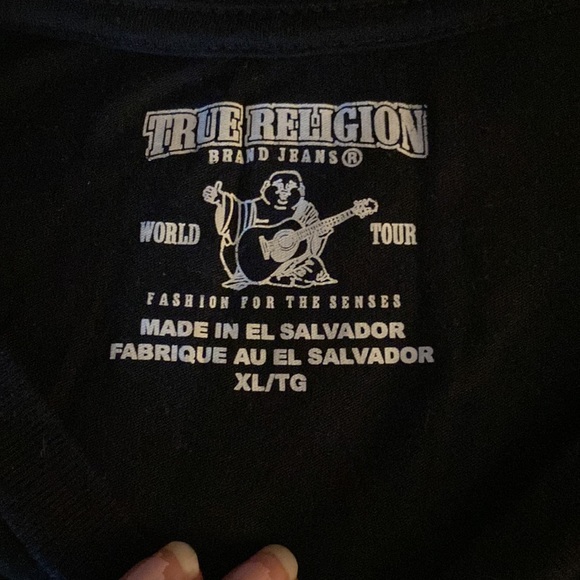 TRUE RELIGION
BRAND JEANS®
WORLD TOUR
FASHION FOR THE SENSES
MADE IN EL SALVADOR
FABRIQUE AU EL SALVADOR
XL/TG